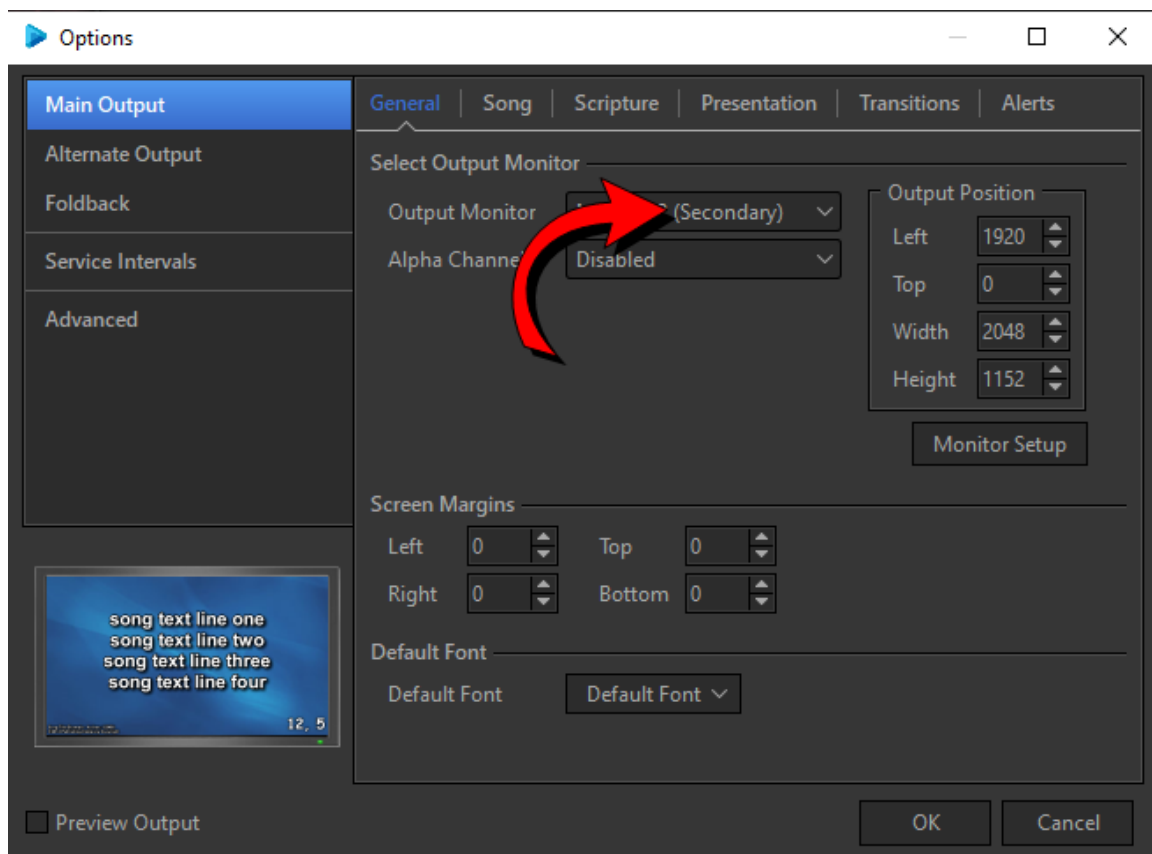 Options
Main Output
Alternate Output
Foldback
Service Intervals
Advanced
General
Song
Scripture
Presentation
Transitions
Alerts
Select Output Monitor
Output Monitor
(Secondary)
Alpha Channel
Disabled
Output Position
Left
1920
Top
0
Width
2048
Height
1152
Monitor Setup
Screen Margins
Left
0
Top
0
Right
0
Bottom
0
Default Font
Default Font
Default Font
song text line one
song text line two
song text line three
song text line four
12, 5
Preview Output
OK
Cancel